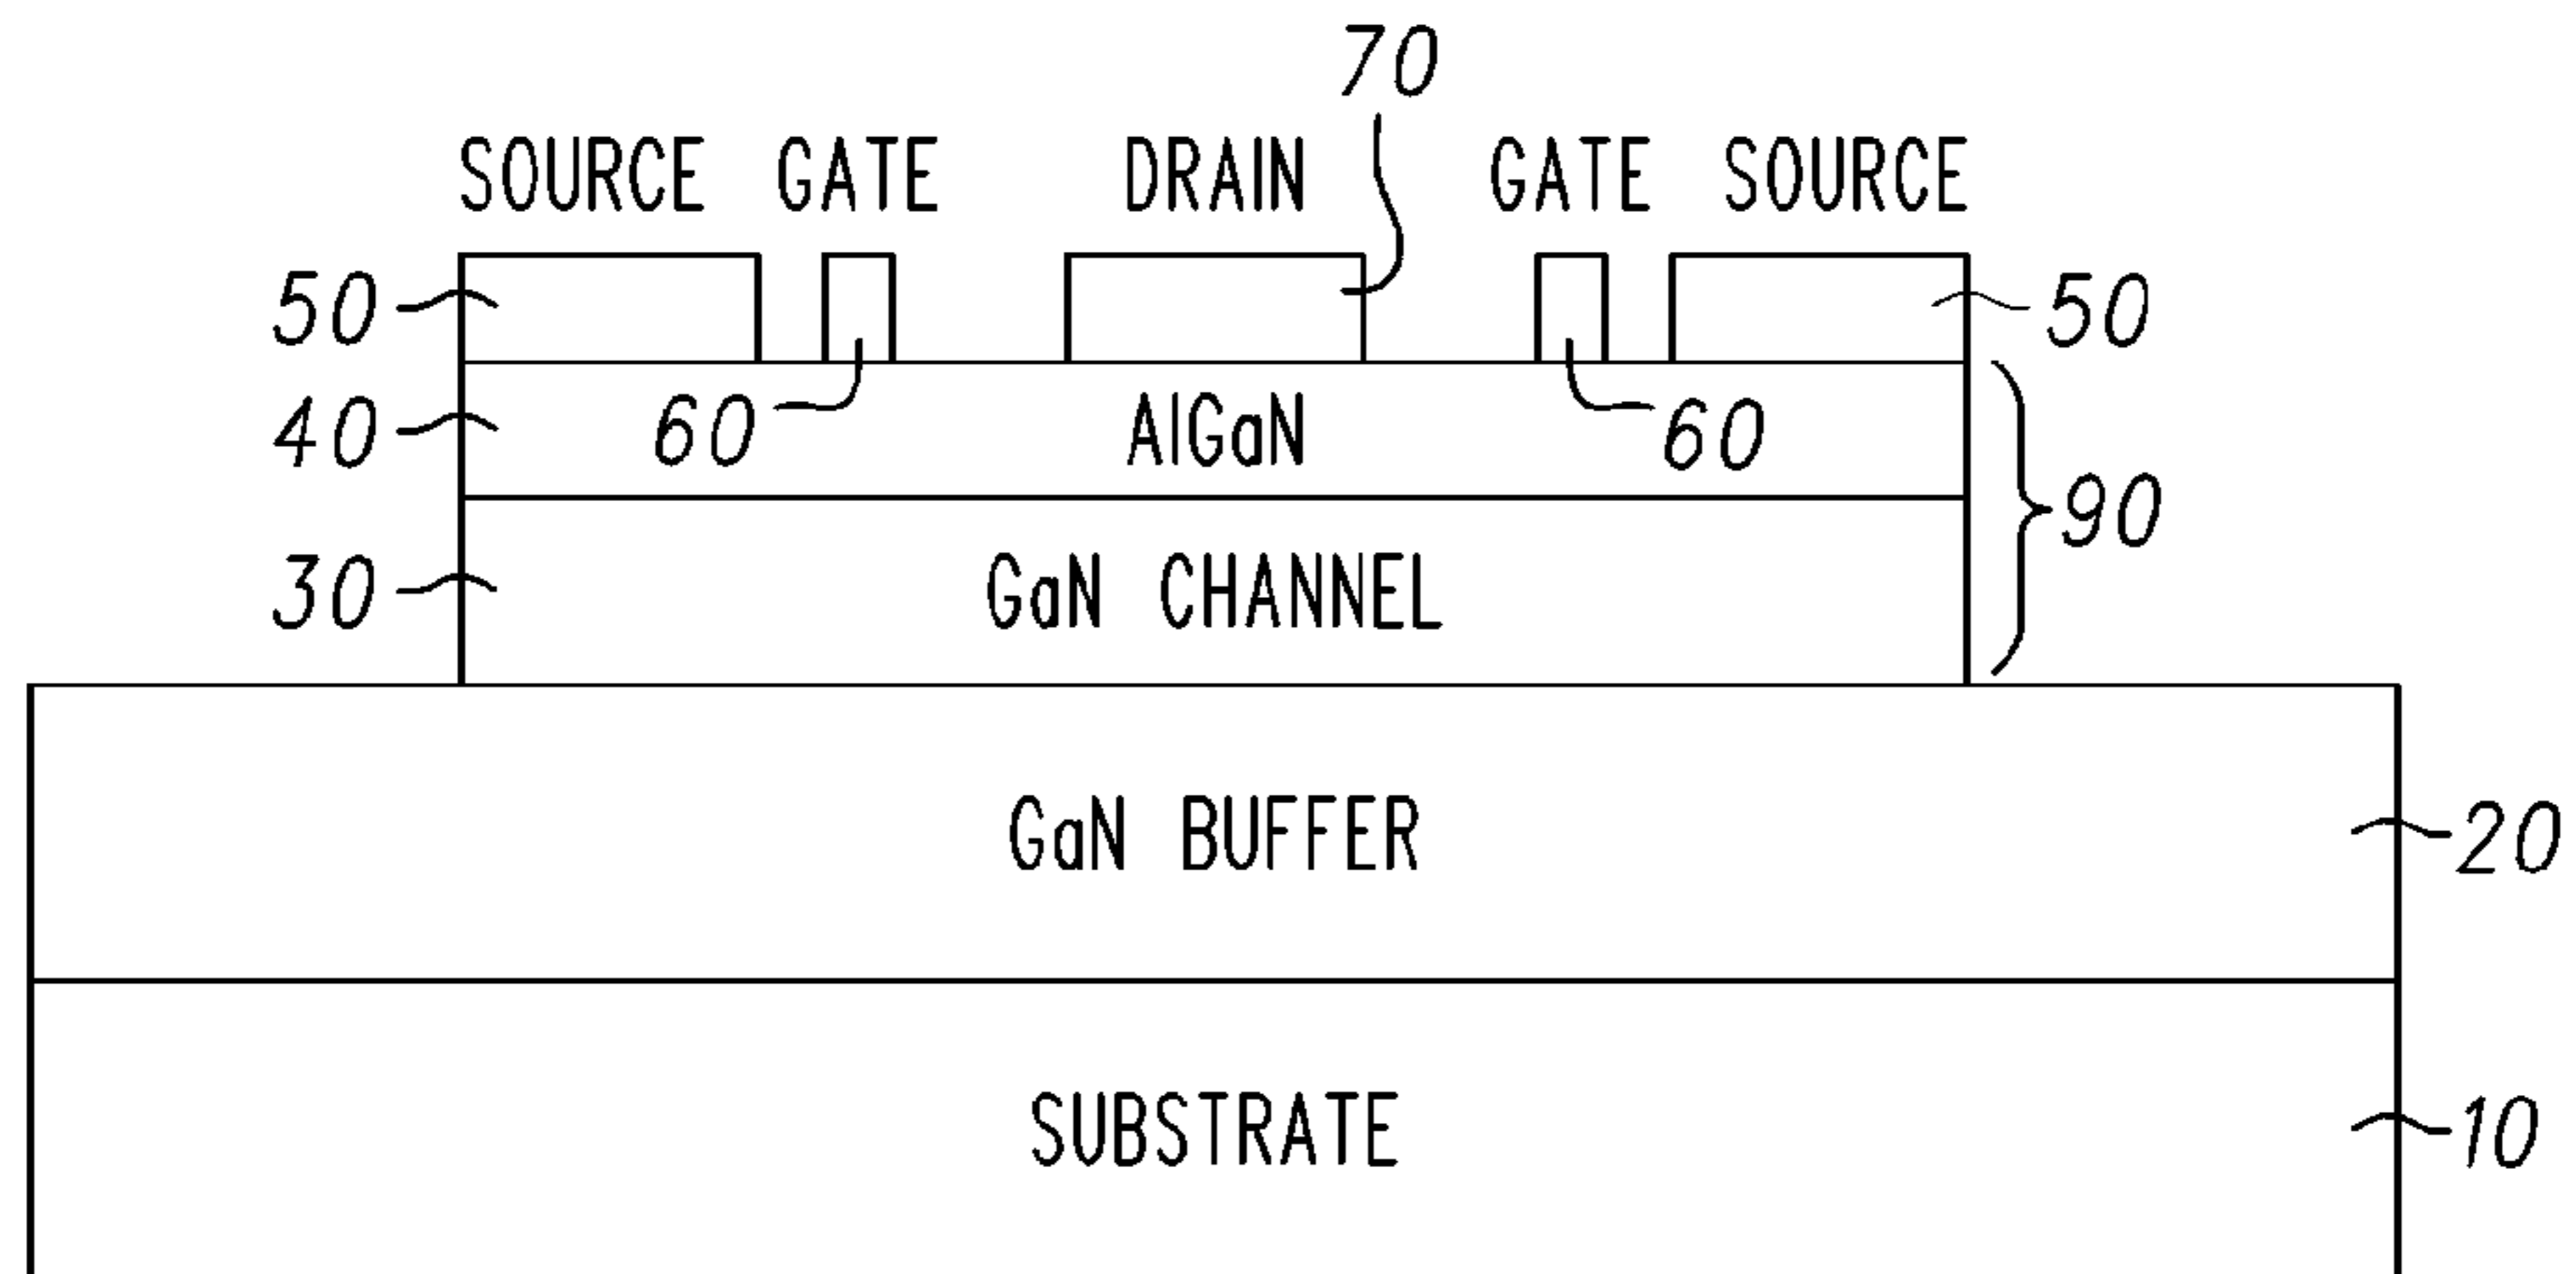 70
SOURCE GATE DRAIN GATE SOURCE
50 50
40 60 AlGaN 60
90
30 GaN CHANNEL
GaN BUFFER 20
SUBSTRATE 10